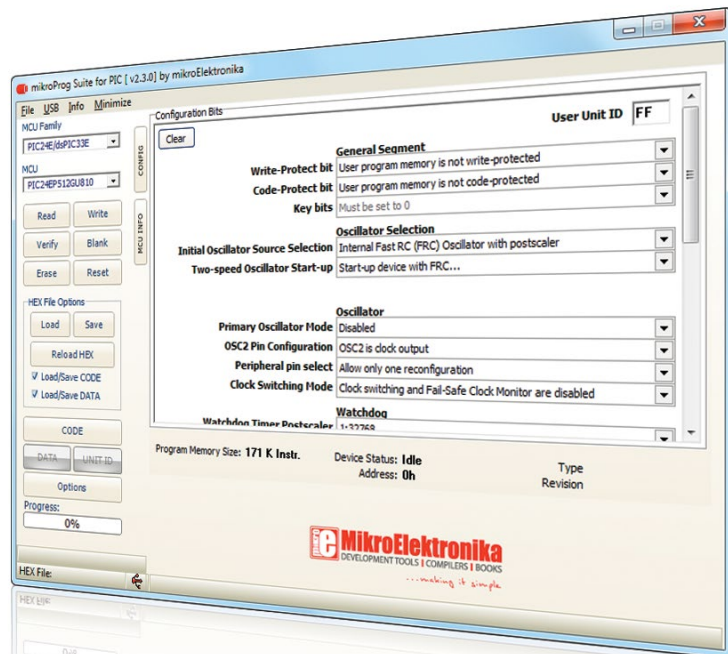 mikroProg Suite for PIC [ v2.3.0] by mikroElektronika
File USB Info Minimize
MCU Family
PIC24E/dsPIC33E
MCU
PIC24EP512GU810
Read Write
Verify Blank
Erase Reset
HEX File Options
Load Save
Reload HEX
Load/Save CODE
Load/Save DATA
CODE
DATA UNIT ID
Options
Progress:
0%
HEX File:
CONFIG
MCU INFO
Configuration Bits
Clear
User Unit ID FF
General Segment
Write-Protect bit User program memory is not write-protected
Code-Protect bit User program memory is not code-protected
Key bits Must be set to 0
Oscillator Selection
Initial Oscillator Source Selection Internal Fast RC (FRC) Oscillator with postscaler
Two-speed Oscillator Start-up Start-up device with FRC...
Oscillator
Primary Oscillator Mode Disabled
OSC2 Pin Configuration OSC2 is clock output
Peripheral pin select Allow only one reconfiguration
Clock Switching Mode Clock switching and Fail-Safe Clock Monitor are disabled
Watchdog
Watchdog Timer Postscaler 1:32768
Program Memory Size: 171 K Instr. Device Status: Idle Type
Address: 0h Revision
mikro e MikroElektronika
DEVELOPMENT TOOLS | COMPILERS | BOOKS
...making it simple
HEX File:
0%